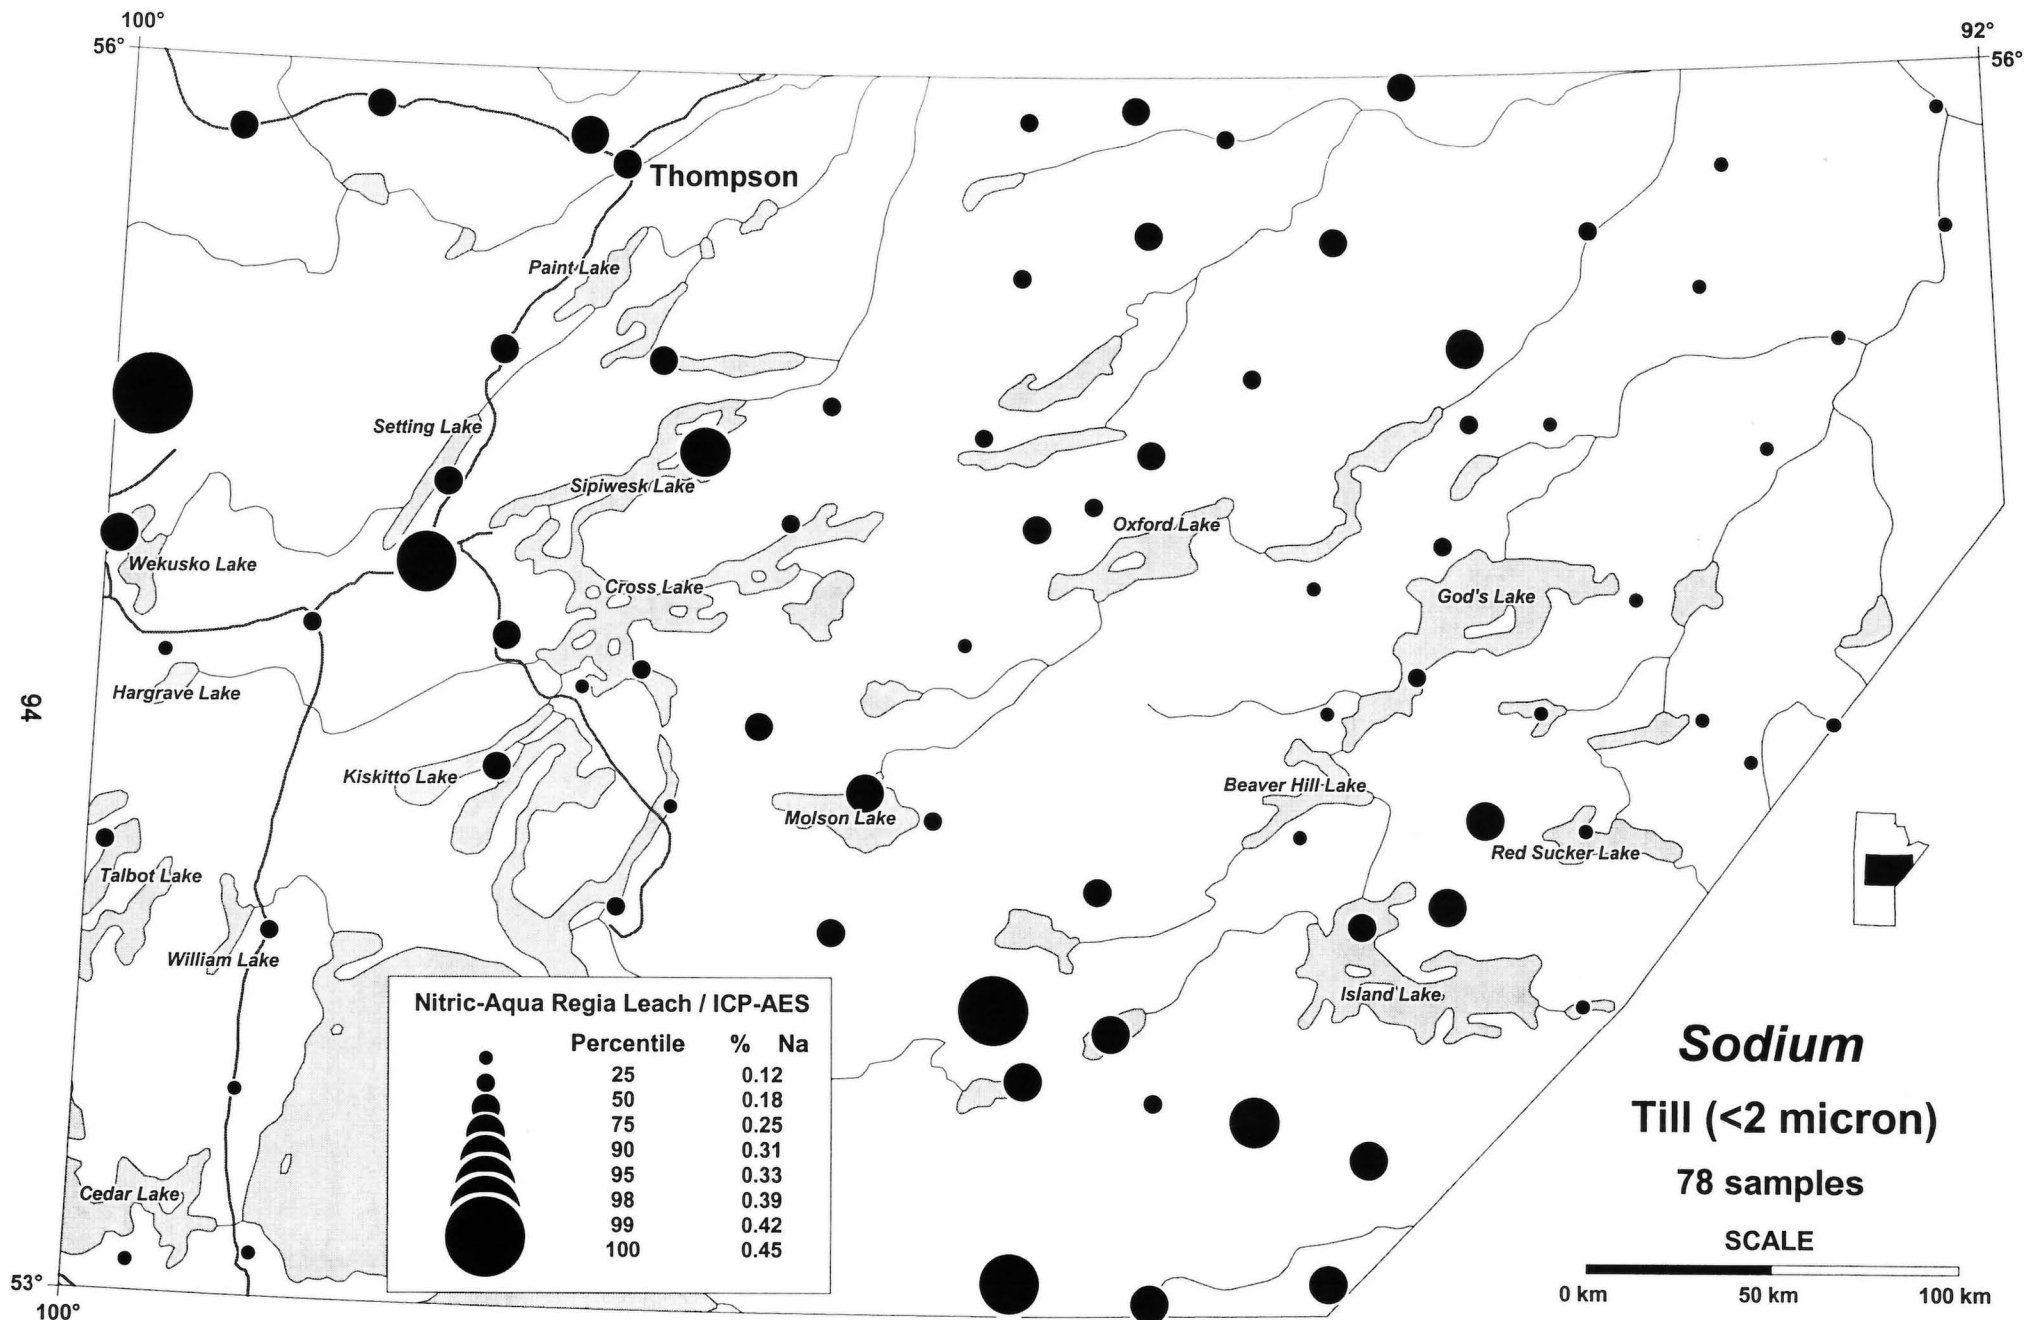 100°
92°
56°
56°
Thompson
Paint Lake
Setting Lake
Sipiwesk Lake
Oxford Lake
Wekusko Lake
Cross Lake
God's Lake
Hargrave Lake
94
Kiskitto Lake
Beaver Hill Lake
Molson Lake
Red Sucker Lake
Talbot Lake
William Lake
Island Lake
Nitric-Aqua Regia Leach / ICP-AES
Percentile % Na
25 0.12
50 0.18
75 0.25
90 0.31
95 0.33
98 0.39
99 0.42
100 0.45
Sodium
Till (<2 micron)
78 samples
Cedar Lake
SCALE
0 km 50 km 100 km
53°
100°